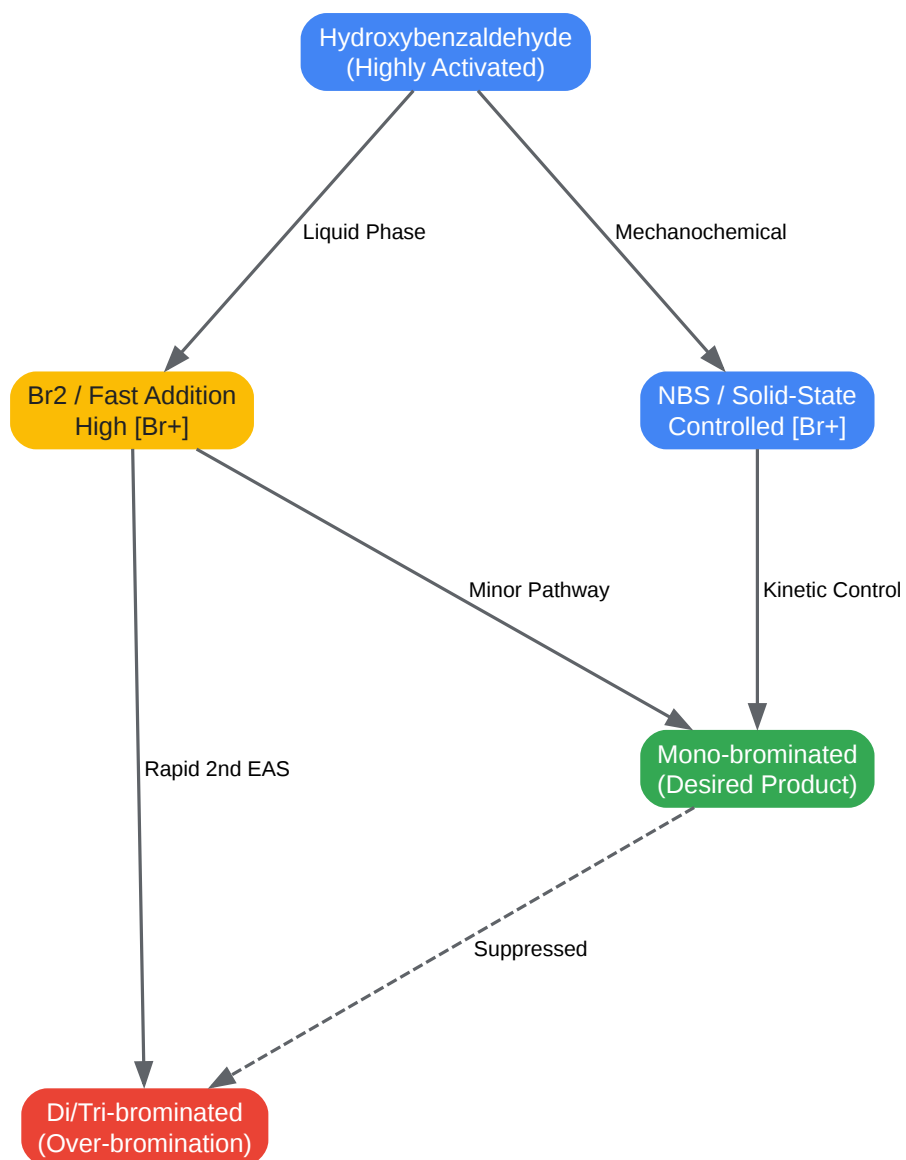 Hydroxybenzaldehyde
(Highly Activated)
Liquid Phase
Mechanochemical
Br2 / Fast Addition
High [Br+]
NBS / Solid-State
Controlled [Br+]
Minor Pathway
Kinetic Control
Rapid 2nd EAS
Mono-brominated
(Desired Product)
Suppressed
Di/Tri-brominated
(Over-bromination)